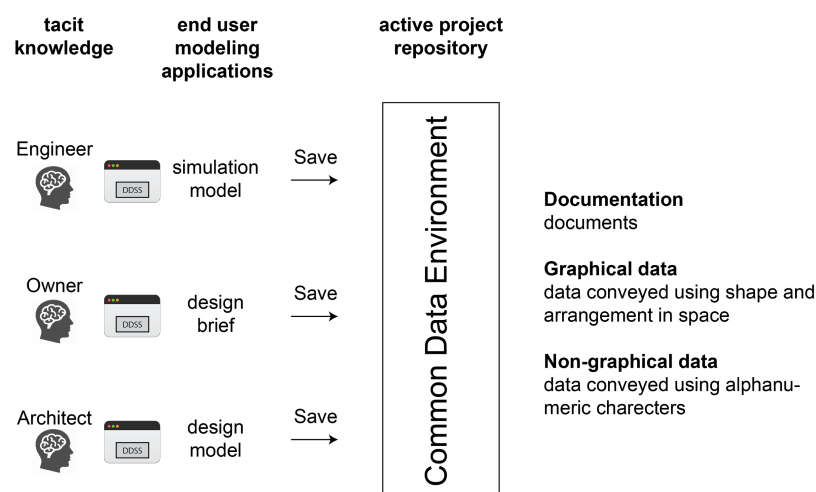 tacit
knowledge
end user
modeling
applications
active project
repository
Engineer
DDSS
simulation
model
Save
Owner
DDSS
design
brief
Save
Architect
DDSS
design
model
Save
Common Data Environment
Documentation
documents
Graphical data
data conveyed using shape and
arrangement in space
Non-graphical data
data conveyed using alphanu-
meric charecters